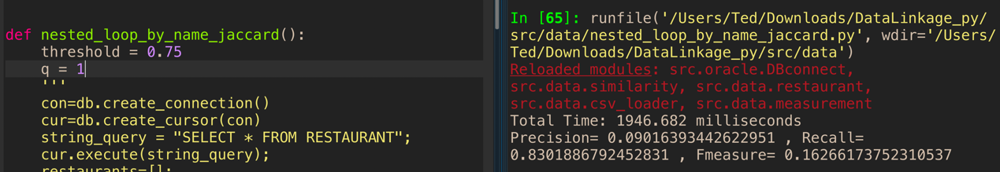 def nested_loop_by_name_jaccard():
threshold = 0.75
q = 1
'''
con=db.create_connection()
cur=db.create_cursor(con)
string_query = "SELECT * FROM RESTAURANT";
cur.execute(string_query);
restaurants=[];
In [65]: runfile('/Users/Ted/Downloads/DataLinkage_py/
src/data/nested_loop_by_name_jaccard.py', wdir='/Users/
Ted/Downloads/DataLinkage_py/src/data')
Reloaded modules: src.oracle.DBconnect,
src.data.similarity, src.data.restaurant,
src.data.csv_loader, src.data.measurement
Total Time: 1946.682 milliseconds
Precision= 0.09016393442622951 , Recall=
0.8301886792452831 , Fmeasure= 0.16266173752310537